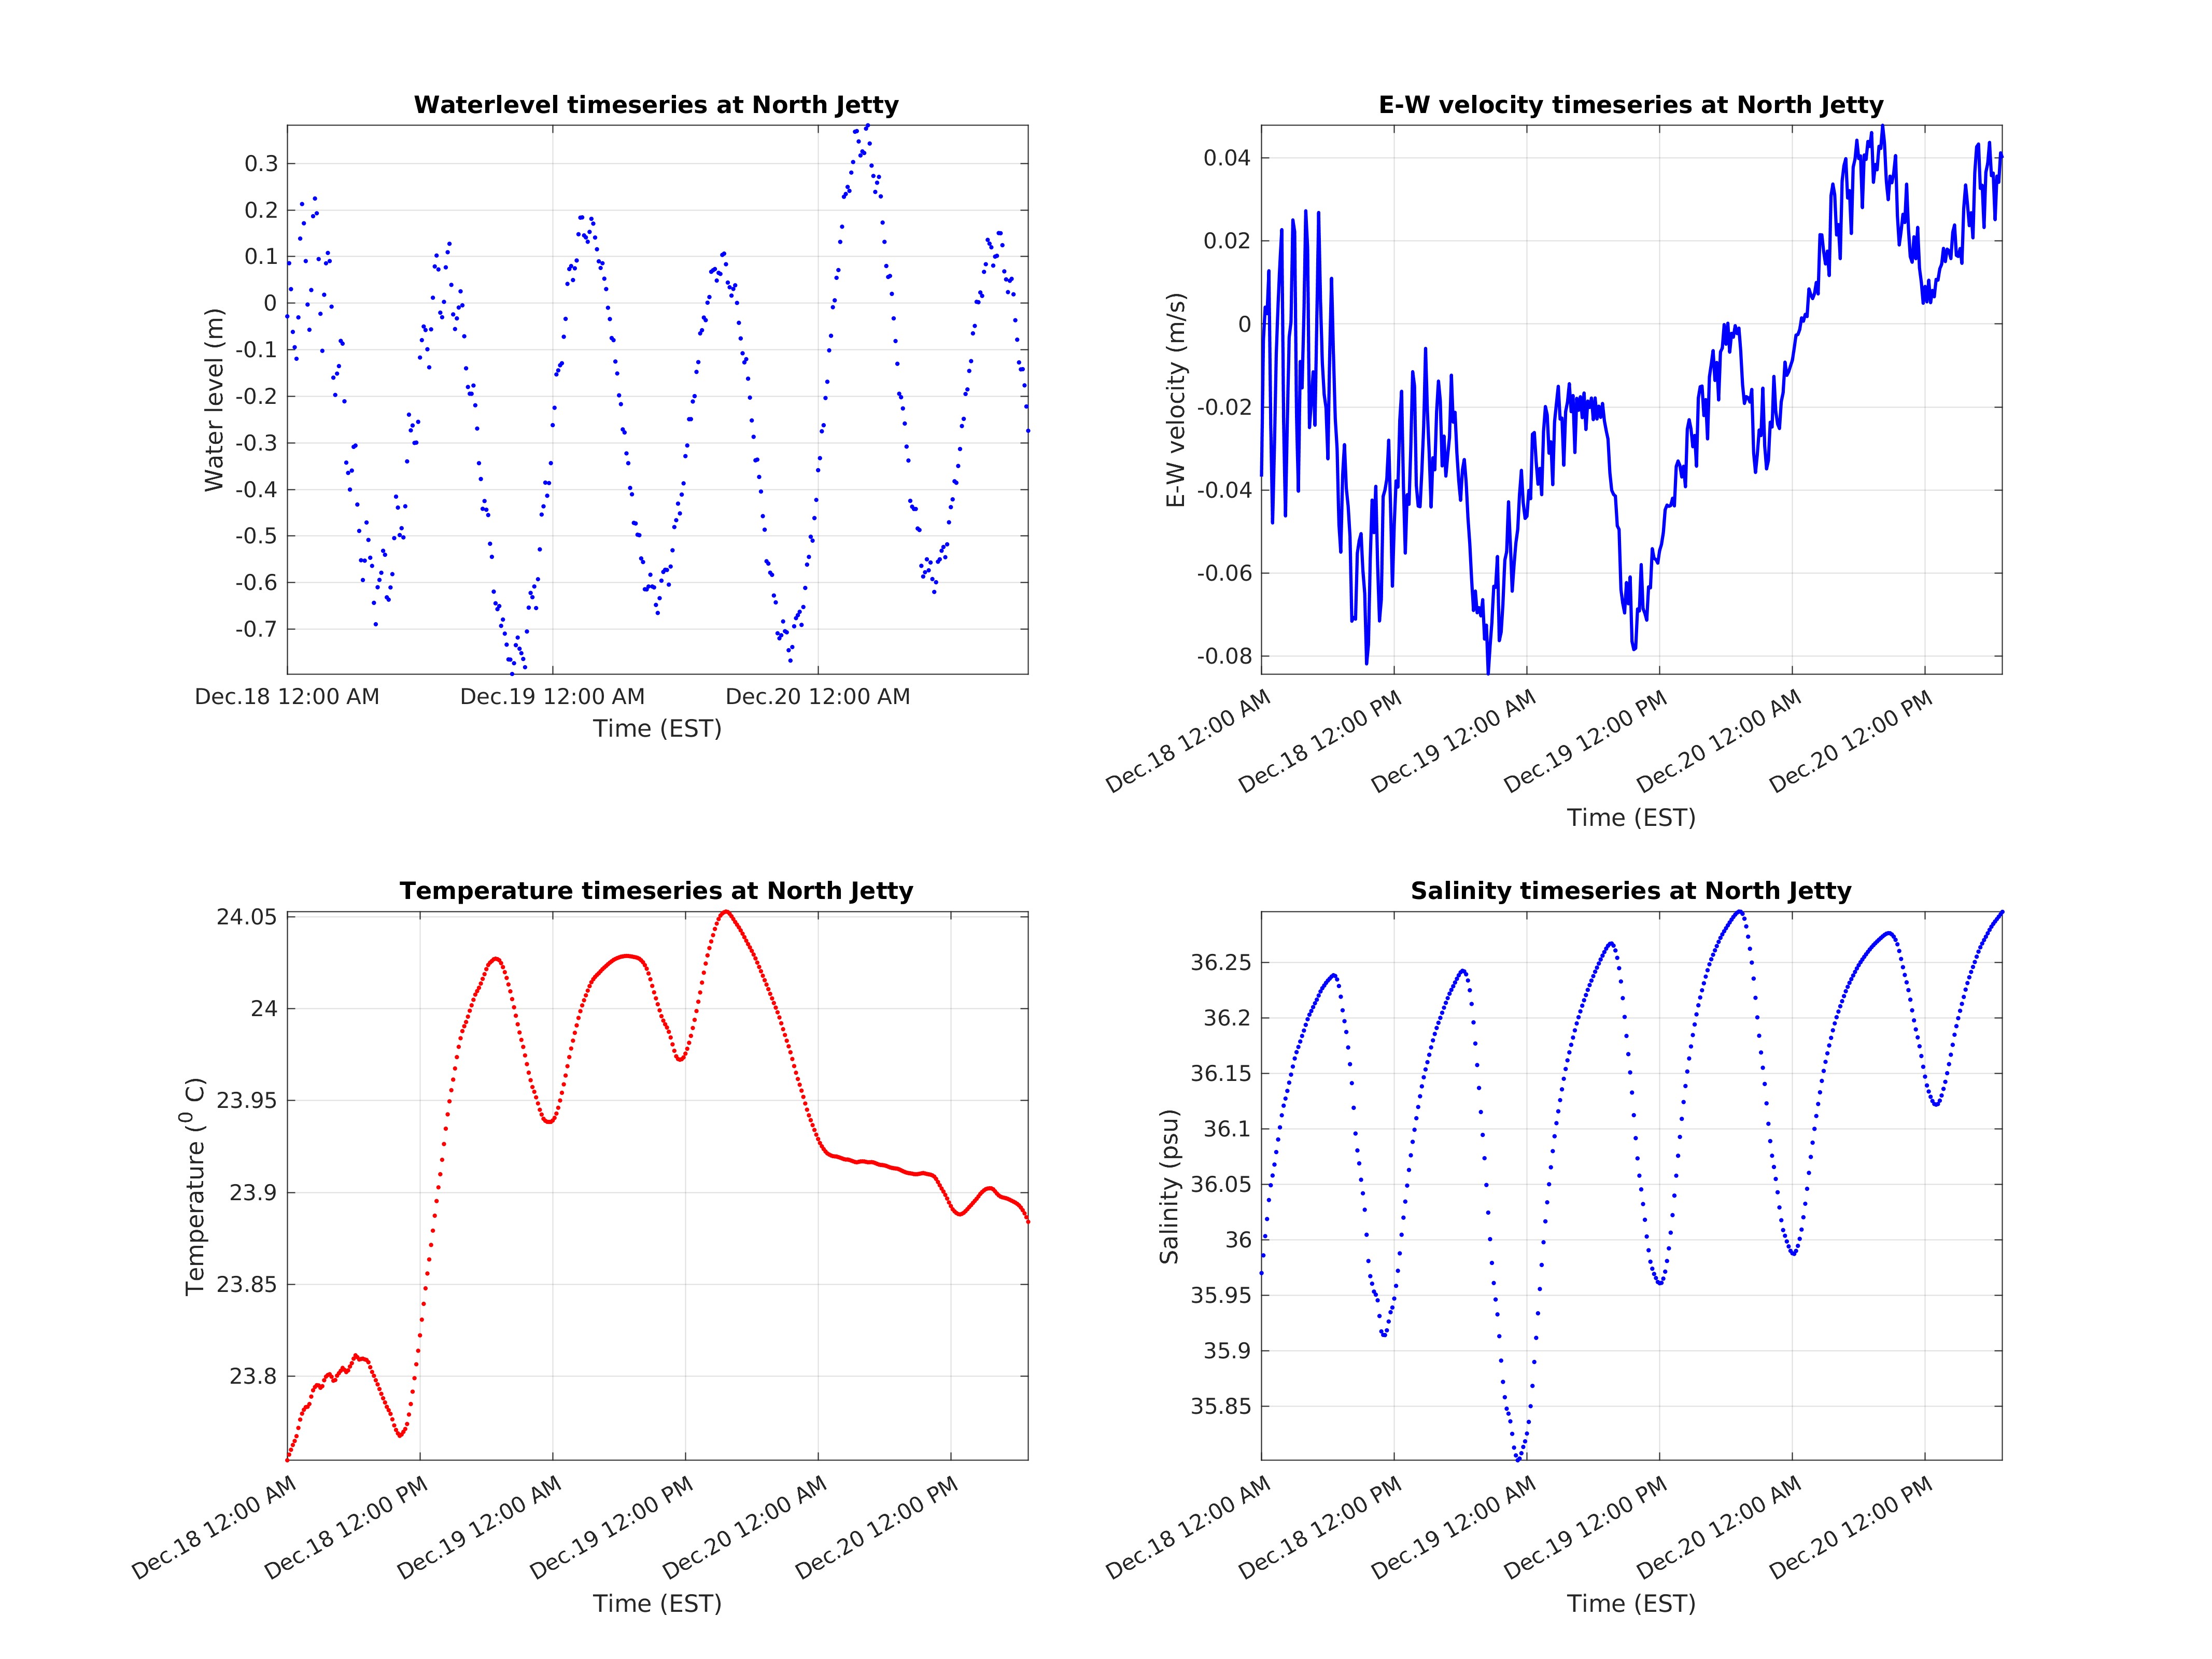 Waterlevel timeseries at North Jetty
0.3
0.2
0.1
0
-0.1
-0.2
-0.3
-0.4
-0.5
-0.6
-0.7
Water level (m)
Dec.18 12:00 AM Dec.19 12:00 AM Dec.20 12:00 AM
Time (EST)
E-W velocity timeseries at North Jetty
0.04
0.02
0
-0.02
-0.04
-0.06
-0.08
E-W velocity (m/s)
Dec.18 12:00 AM
Dec.18 12:00 PM
Dec.19 12:00 AM
Dec.19 12:00 PM
Dec.20 12:00 AM
Dec.20 12:00 PM
Time (EST)
Temperature timeseries at North Jetty
24.05
24
23.95
23.9
23.85
23.8
Temperature (⁰ C)
Dec.18 12:00 AM
Dec.18 12:00 PM
Dec.19 12:00 AM
Dec.19 12:00 PM
Dec.20 12:00 AM
Dec.20 12:00 PM
Time (EST)
Salinity timeseries at North Jetty
36.25
36.2
36.15
36.1
36.05
36
35.95
35.9
35.85
Salinity (psu)
Dec.18 12:00 AM
Dec.18 12:00 PM
Dec.19 12:00 AM
Dec.19 12:00 PM
Dec.20 12:00 AM
Dec.20 12:00 PM
Time (EST)